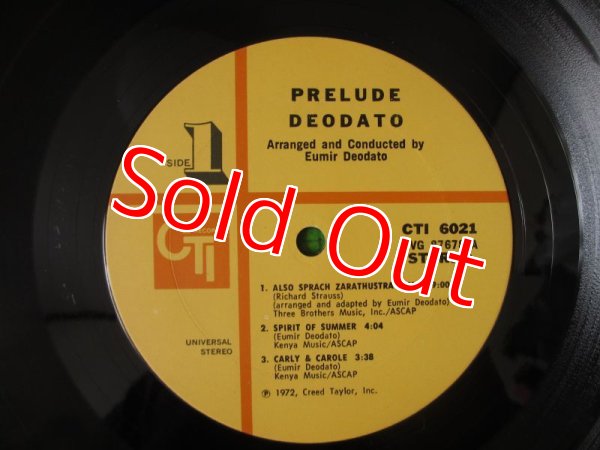 PRELUDE
DEODATO
Arranged and Conducted by
Eumir Deodato
SIDE 1
Sold Out
CTI 6021
CTI
1. ALSO SPRACH ZARATHUSTRA 9:00
(Richard Strauss)
(arranged and adapted by Eumir Deodato)
Three Brothers Music, Inc./ASCAP
2. SPIRIT OF SUMMER 4:04
(Eumir Deodato)
Kenya Music/ASCAP
UNIVERSAL
STEREO
3. CARLY & CAROLE 3:38
(Eumir Deodato)
Kenya Music/ASCAP
℗ 1972, Creed Taylor, Inc.